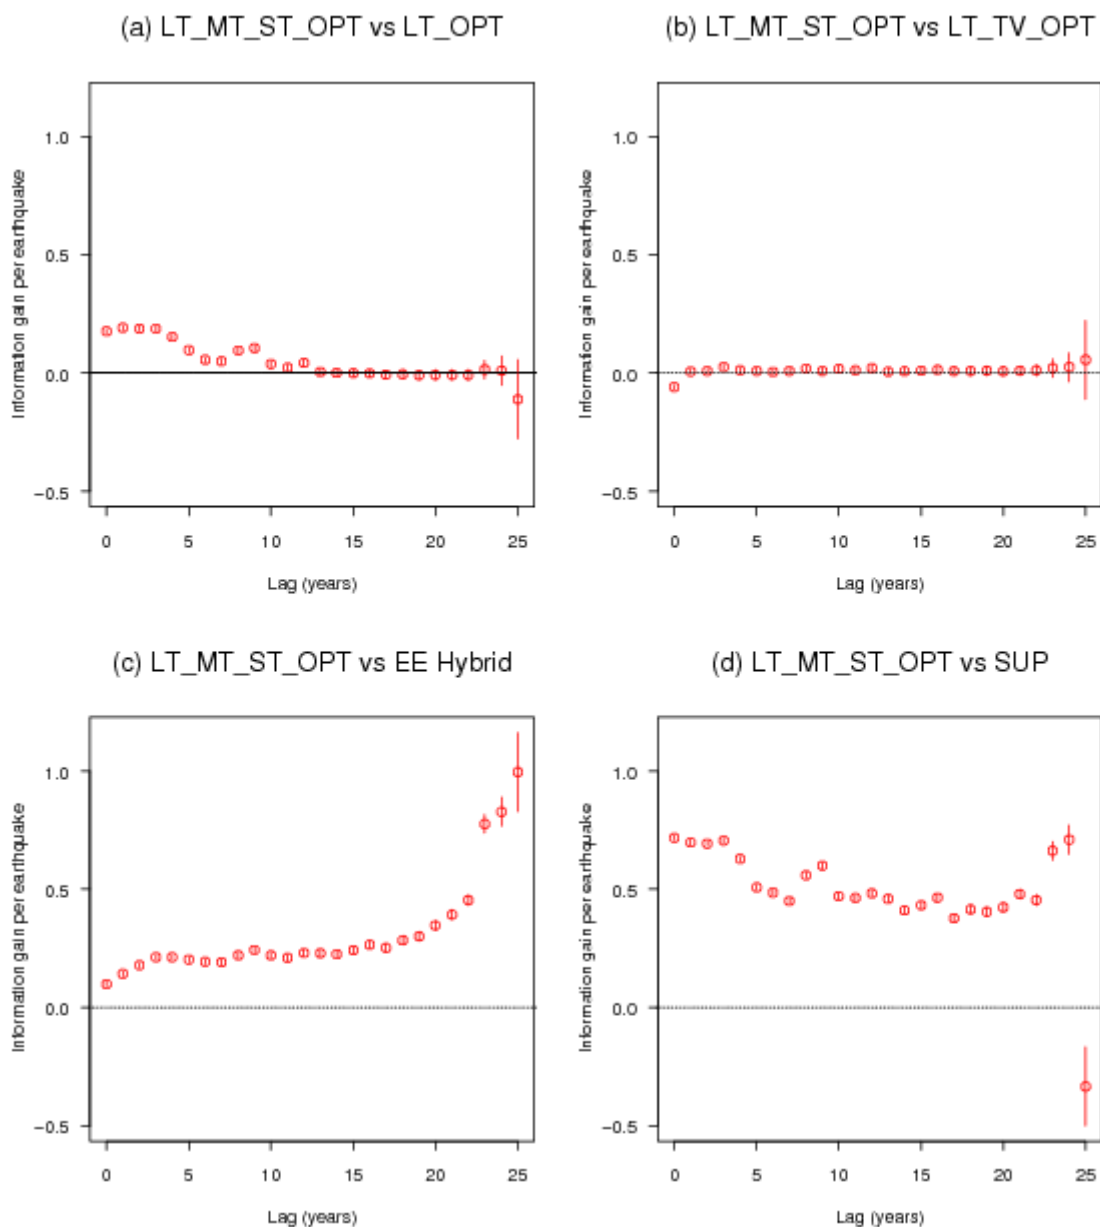 (a) LT_MT_ST_OPT vs LT_OPT
Information gain per earthquake
1.0
0.5
0.0
−0.5
0 5 10 15 20 25
Lag (years)
(b) LT_MT_ST_OPT vs LT_TV_OPT
Information gain per earthquake
1.0
0.5
0.0
−0.5
0 5 10 15 20 25
Lag (years)
(c) LT_MT_ST_OPT vs EE Hybrid
Information gain per earthquake
1.0
0.5
0.0
−0.5
0 5 10 15 20 25
Lag (years)
(d) LT_MT_ST_OPT vs SUP
Information gain per earthquake
1.0
0.5
0.0
−0.5
0 5 10 15 20 25
Lag (years)